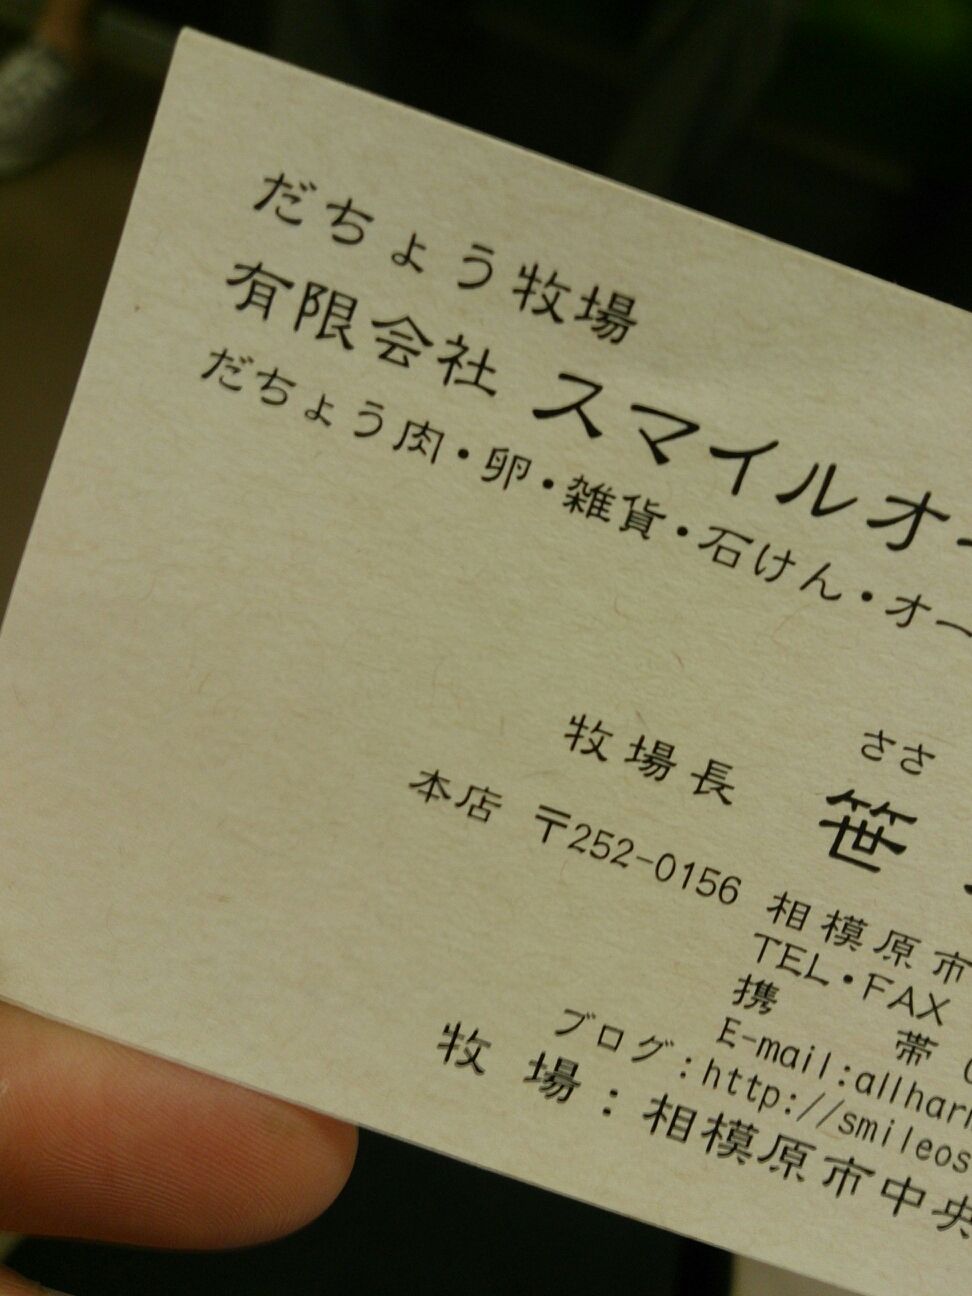 だちょう牧場
有限会社 スマイルオー
だちょう肉・卵・雑貨・石けん・オー
ささ
牧場長 笹
本店 〒252-0156 相模原市
TEL・FAX
携 帯 0
E-mail:allhar
ブログ:http://smileos
牧 場:相模原市中央